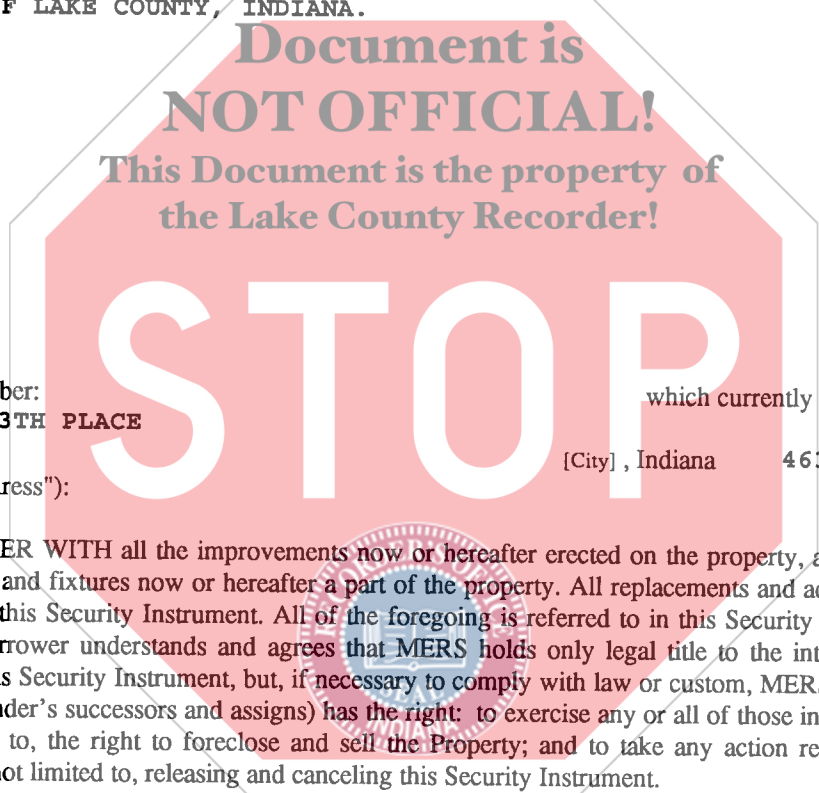 F LAKE COUNTY, INDIANA.
Document is
NOT OFFICIAL!
This Document is the property of
the Lake County Recorder!
STOP
ber:
which currently
3TH PLACE
[City] , Indiana 463
ress"):
ER WITH all the improvements now or hereafter erected on the property, a
and fixtures now or hereafter a part of the property. All replacements and ad
this Security Instrument. All of the foregoing is referred to in this Security
rrower understands and agrees that MERS holds only legal title to the int
s Security Instrument, but, if necessary to comply with law or custom, MERS
der's successors and assigns) has the right: to exercise any or all of those in
to, the right to foreclose and sell the Property; and to take any action re
ot limited to, releasing and canceling this Security Instrument.
RECORDER'S OFFICE
SEAL
INDIANA